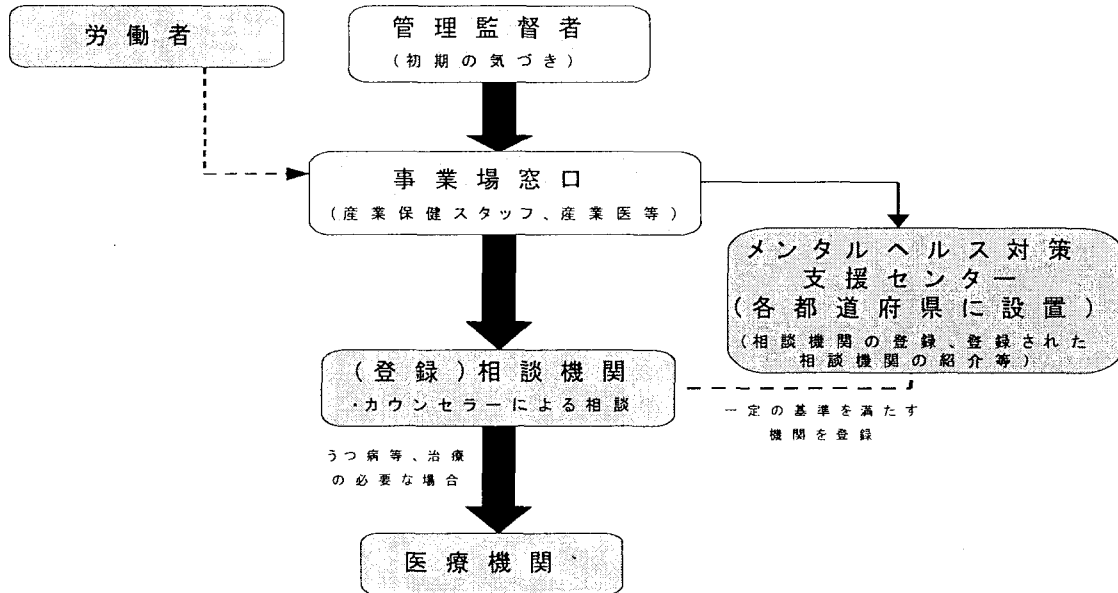 労働者
管理監督者
(初期の気づき)
事業場窓口
(産業保健スタッフ、産業医等)
メンタルヘルス対策
支援センター
(各都道府県に設置)
(相談機関の登録、登録された
相談機関の紹介等)
(登録)相談機関
・カウンセラーによる相談
一定の基準を満たす
機関を登録
うつ病等、治療
の必要な場合
医療機関